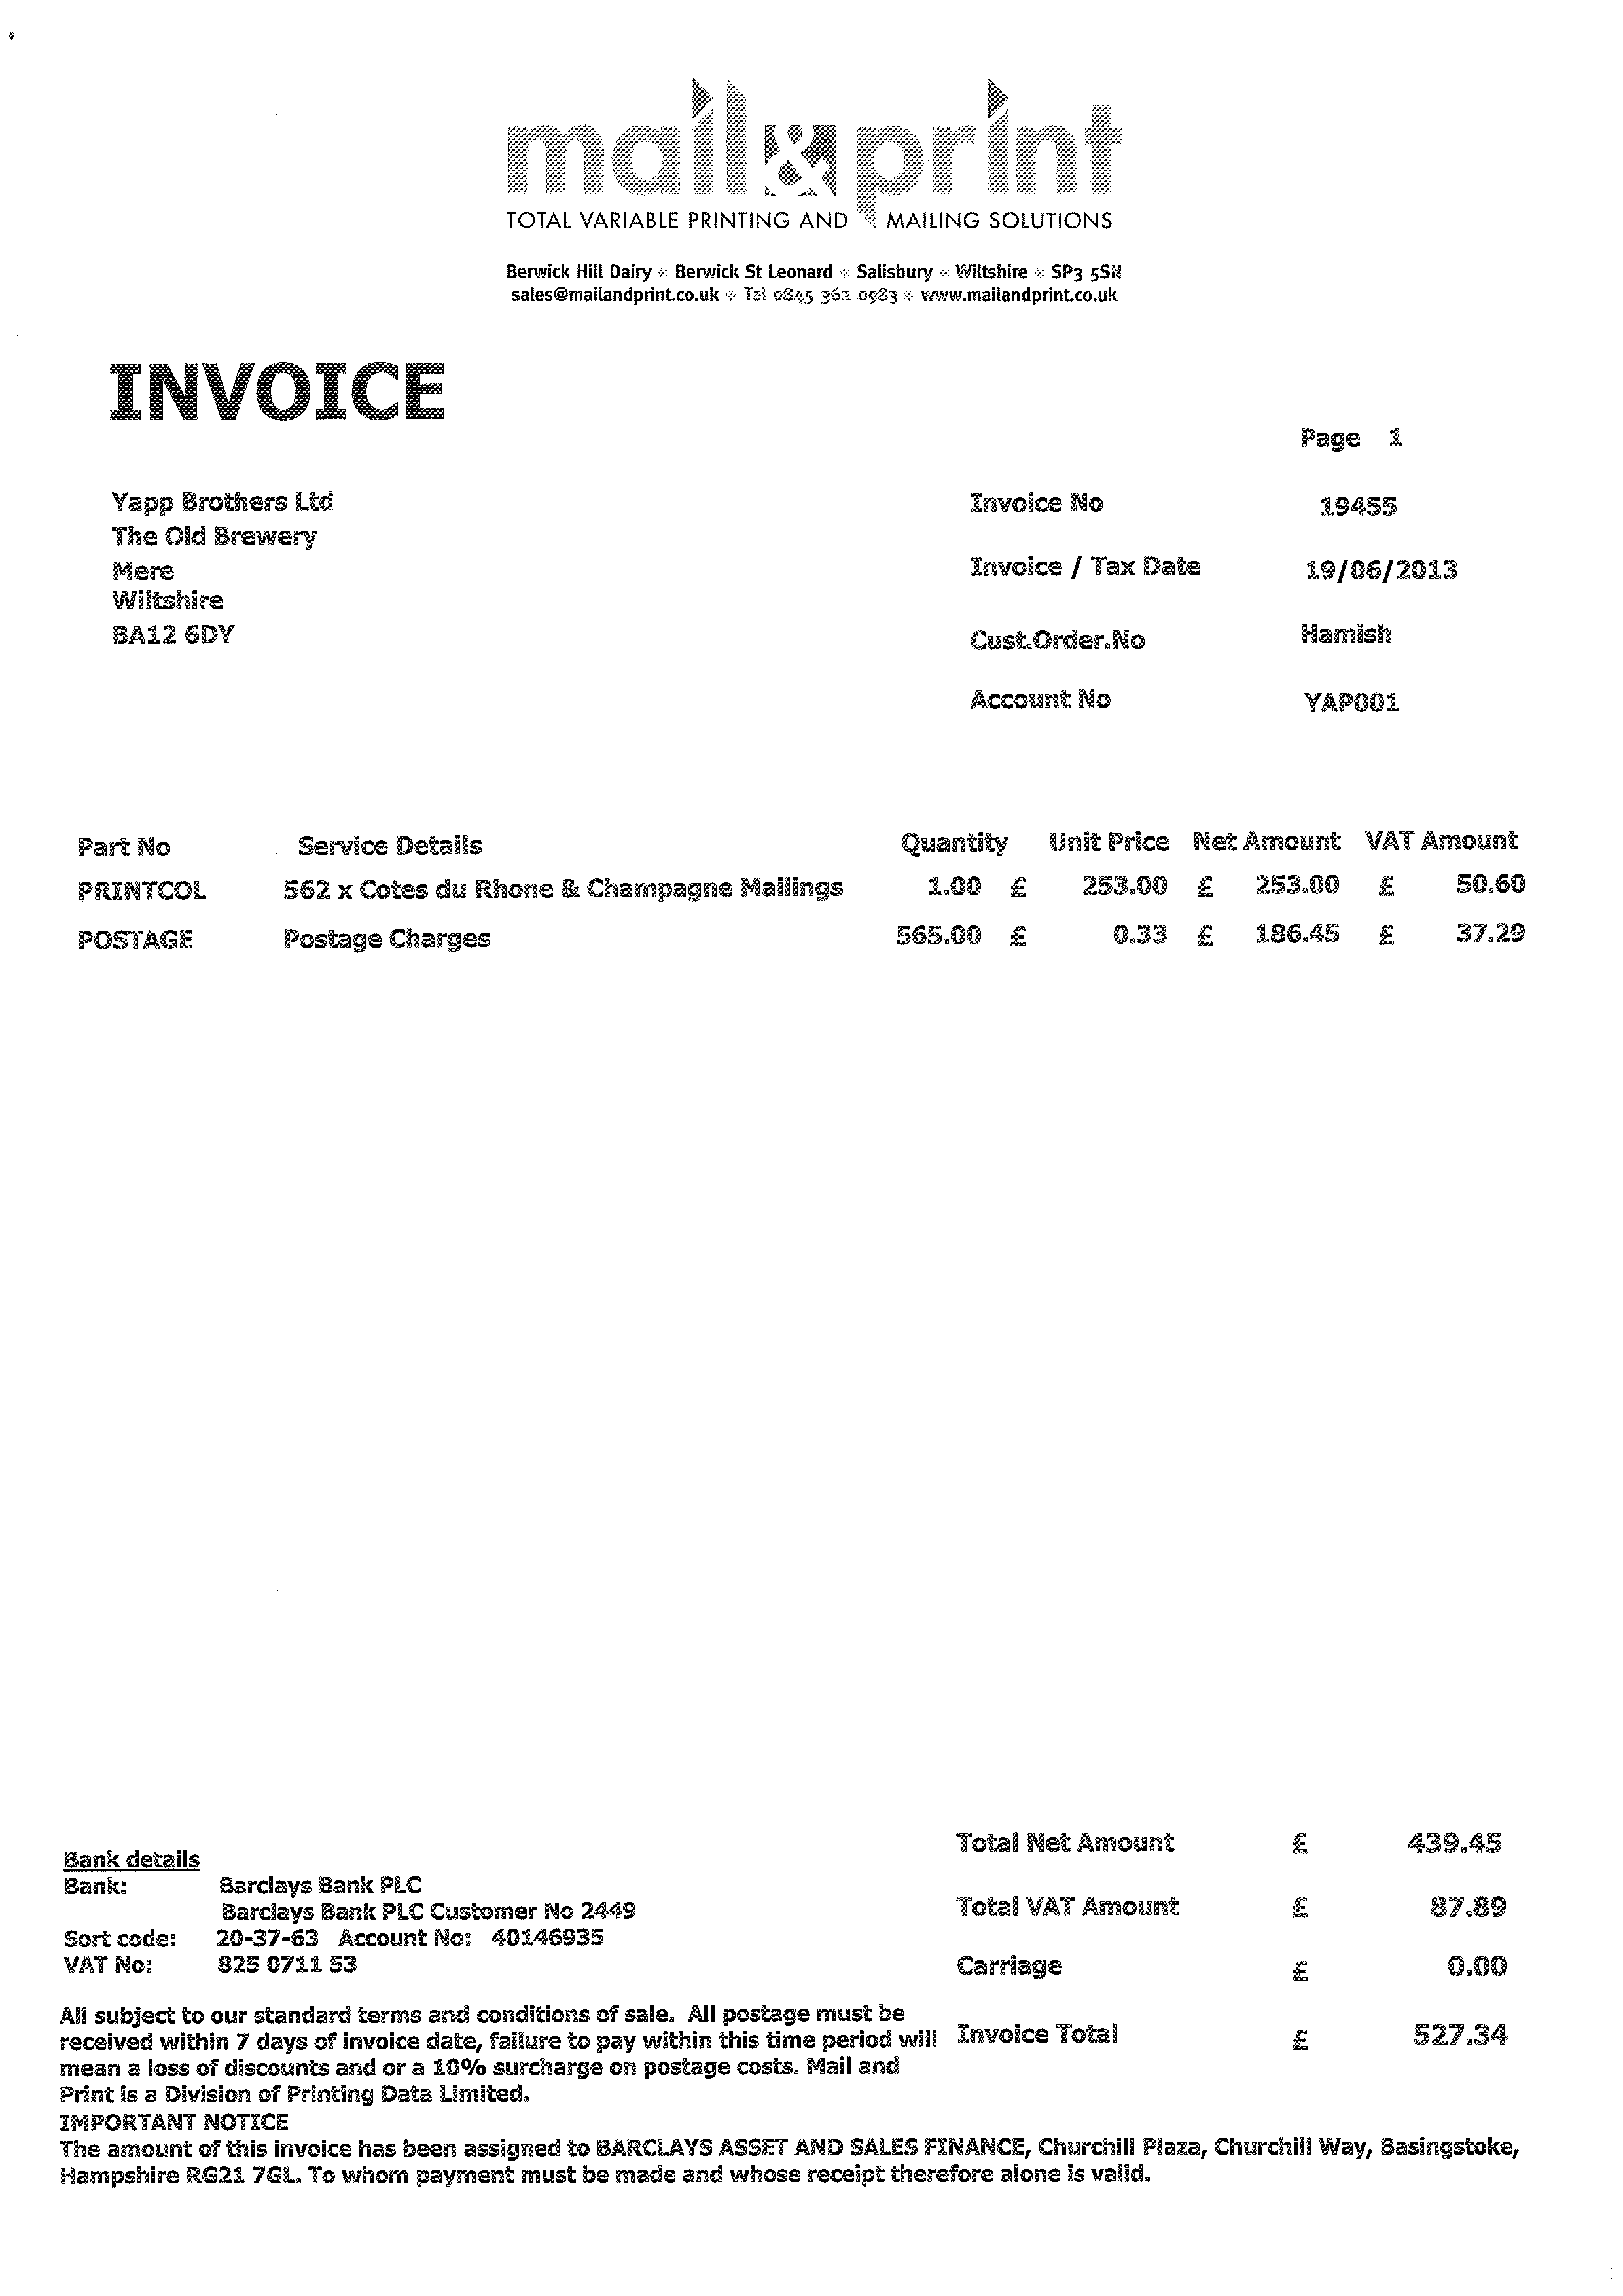 mail&print
TOTAL VARIABLE PRINTING AND MAILING SOLUTIONS
Berwick Hill Dairy Berwick St Leonard Salisbury Wiltshire SP3 5SN
sales@mailandprint.co.uk Tel 0845 362 0983 www.mailandprint.co.uk
INVOICE
Page 1
Yapp Brothers Ltd
The Old Brewery
Mere
Wiltshire
BA12 6DY
Invoice No 19455
Invoice / Tax Date 19/06/2013
Cust.Order.No Hamish
Account No YAP001
Part No Service Details Quantity Unit Price Net Amount VAT Amount
PRINTCOL 562 x Cotes du Rhone & Champagne Mailings 1.00 £ 253.00 £ 253.00 £ 50.60
POSTAGE Postage Charges 565.00 £ 0.33 £ 186.45 £ 37.29
Bank details
Bank: Barclays Bank PLC
Barclays Bank PLC Customer No 2449
Sort code: 20-37-63 Account No: 40146935
VAT No: 825 0711 53
Total Net Amount £ 439.45
Total VAT Amount £ 87.89
Carriage £ 0.00
Invoice Total £ 527.34
All subject to our standard terms and conditions of sale. All postage must be
received within 7 days of invoice date, failure to pay within this time period will
mean a loss of discounts and or a 10% surcharge on postage costs. Mail and
Print is a Division of Printing Data Limited.
IMPORTANT NOTICE
The amount of this invoice has been assigned to BARCLAYS ASSET AND SALES FINANCE, Churchill Plaza, Churchill Way, Basingstoke,
Hampshire RG21 7GL. To whom payment must be made and whose receipt therefore alone is valid.